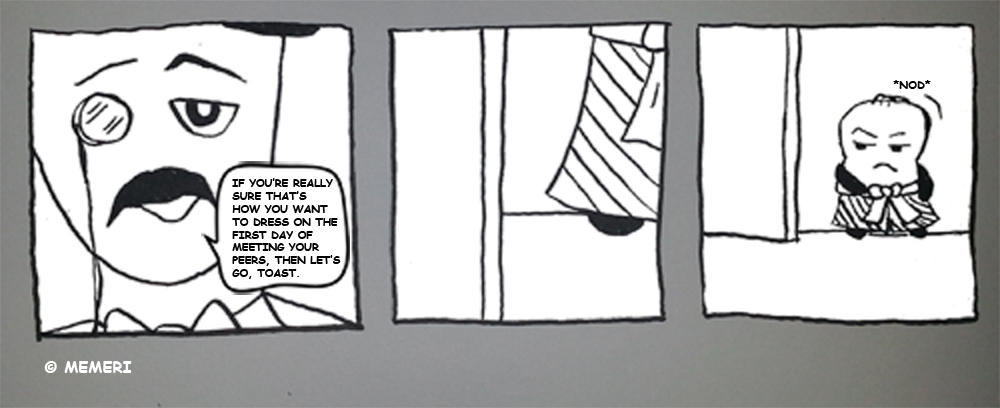 IF YOU'RE REALLY
SURE THAT'S
HOW YOU WANT
TO DRESS ON THE
FIRST DAY OF
MEETING YOUR
PEERS, THEN LET'S
GO, TOAST.
*NOD*
© MEMERI